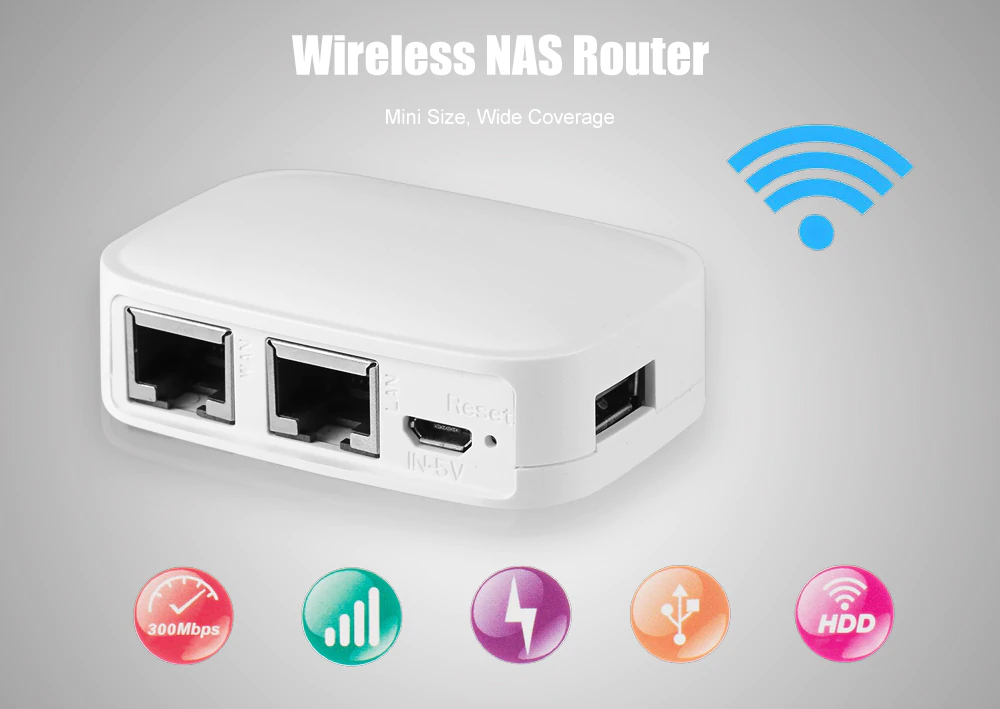 Wireless NAS Router
Mini Size, Wide Coverage
WAN
LAN
Reset
IN-5V
300Mbps
HDD